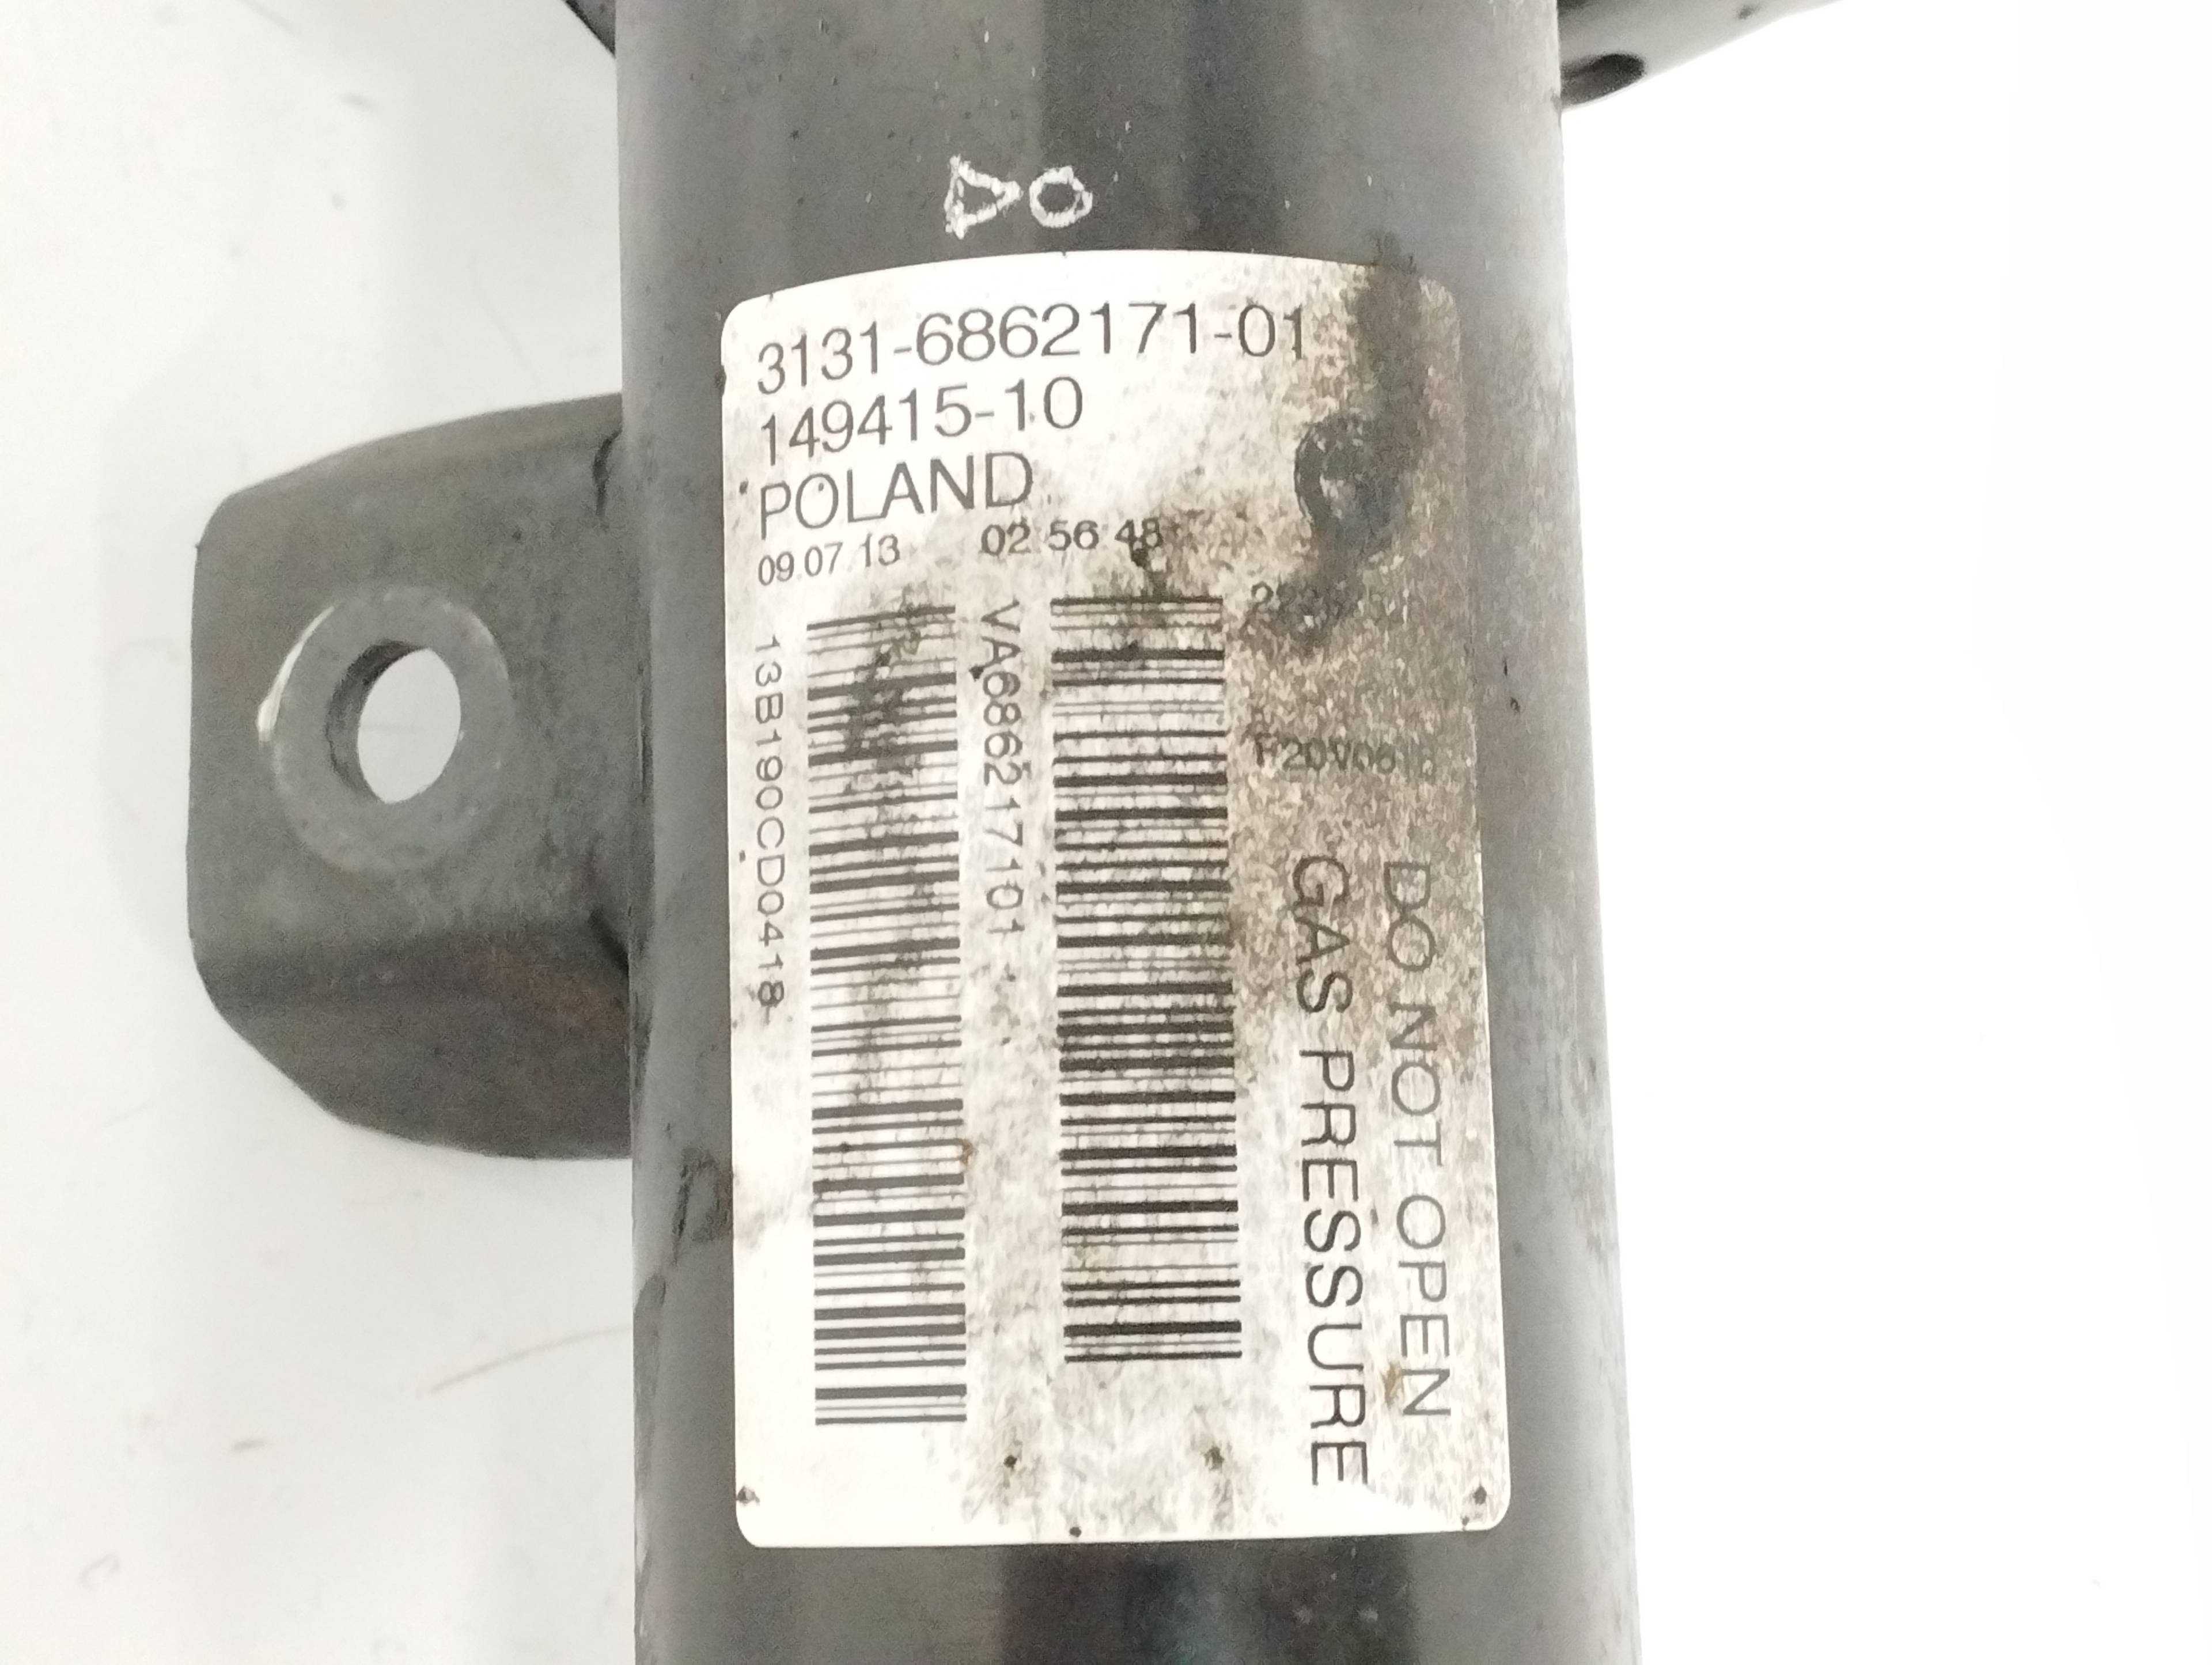 DO
3131-6862171-01
149415-10
POLAND
09.07.13 02 56 48
13B190CD0418
VA686217101
GAS PRESSURE
DO NOT OPEN